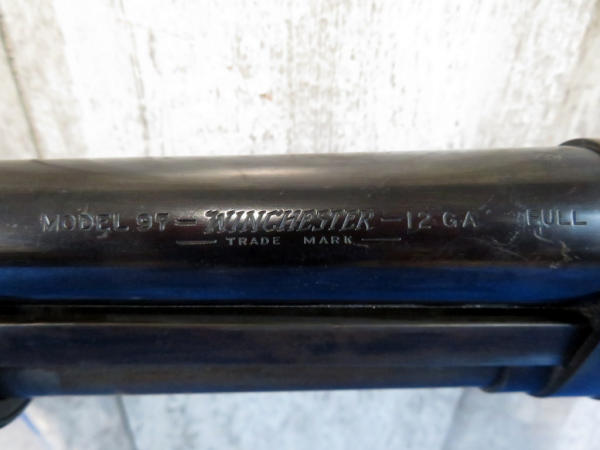 MODEL 97 - WINCHESTER - 12 GA FULL
— TRADE MARK —